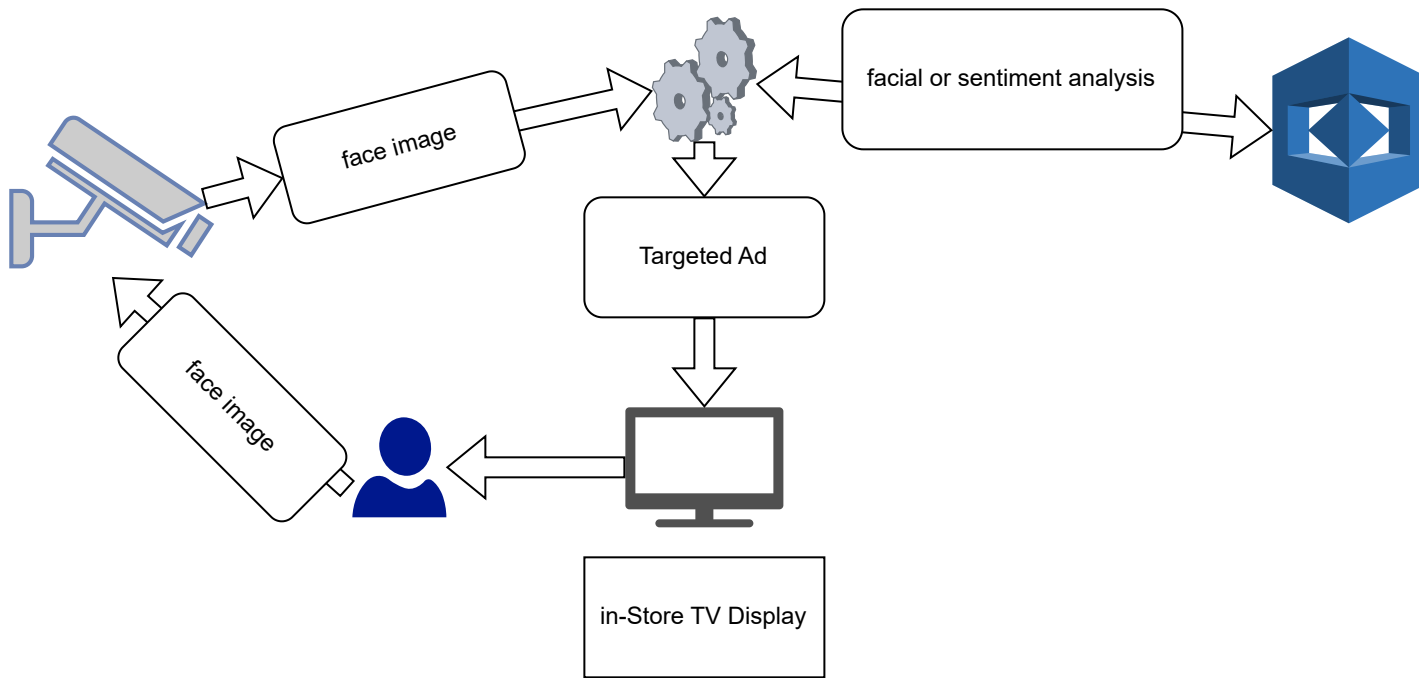 facial or sentiment analysis
face image
Targeted Ad
face image
in-Store TV Display